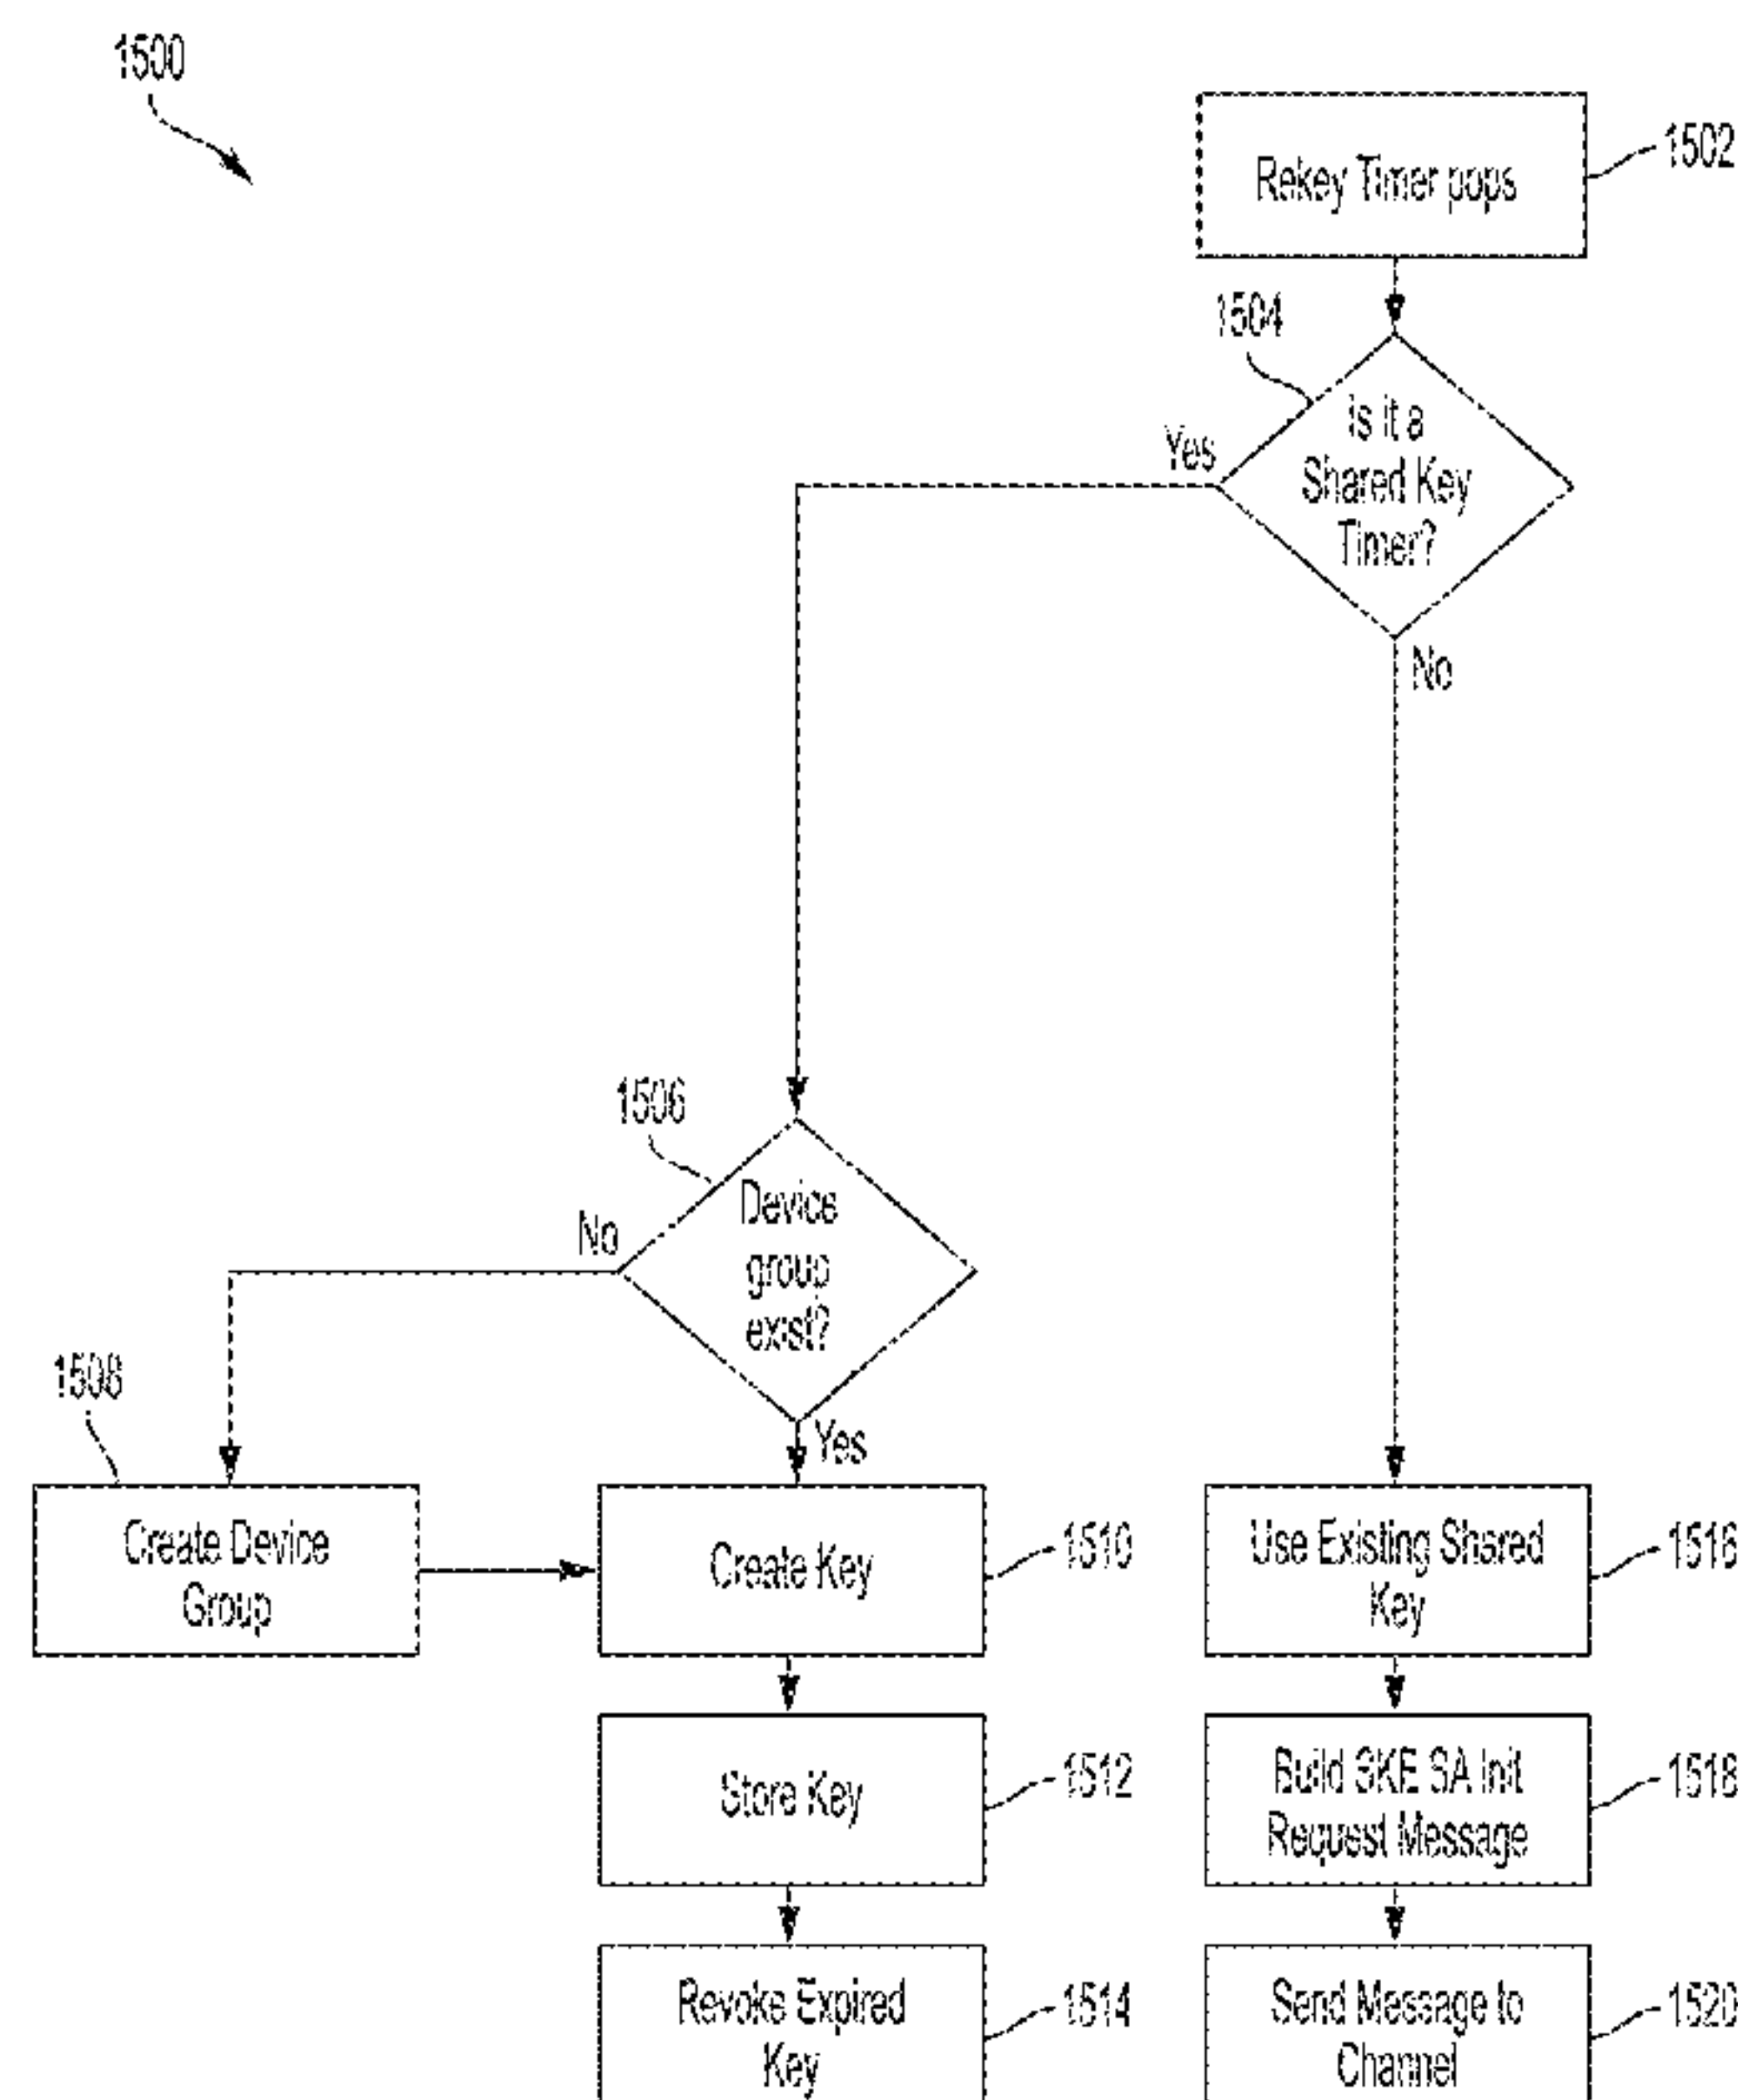 1500
Rekey Timer pops
1502
1504
Is it a
Shared Key
Timer?
Yes
No
1506
Device
group
exist?
No
Yes
1508
Create Device
Group
Create Key
1510
Use Existing Shared
Key
1516
Store Key
1512
Build SKE SA Init
Request Message
1518
Revoke Expired
Key
1514
Send Message to
Channel
1520